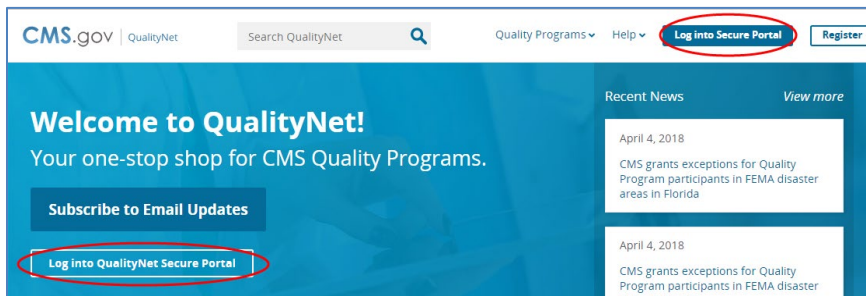 CMS.gov | QualityNet
Search QualityNet
Quality Programs
Help
Log into Secure Portal
Register
Welcome to QualityNet!
Your one-stop shop for CMS Quality Programs.
Subscribe to Email Updates
Log into QualityNet Secure Portal
Recent News
View more
April 4, 2018
CMS grants exceptions for Quality
Program participants in FEMA disaster
areas in Florida
April 4, 2018
CMS grants exceptions for Quality
Program participants in FEMA disaster